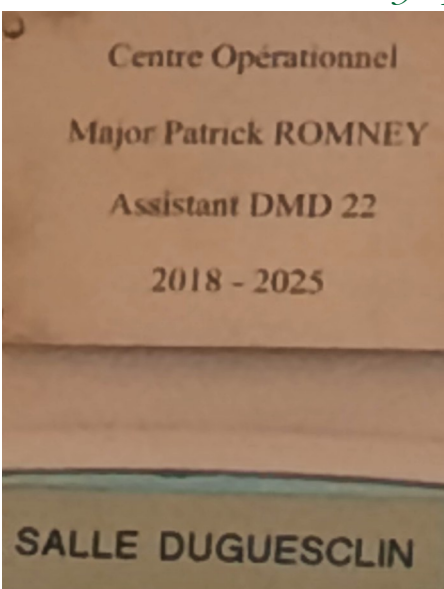 Centre Opérationnel
Major Patrick ROMNEY
Assistant DMD 22
2018 - 2025
SALLE DUGUESCLIN